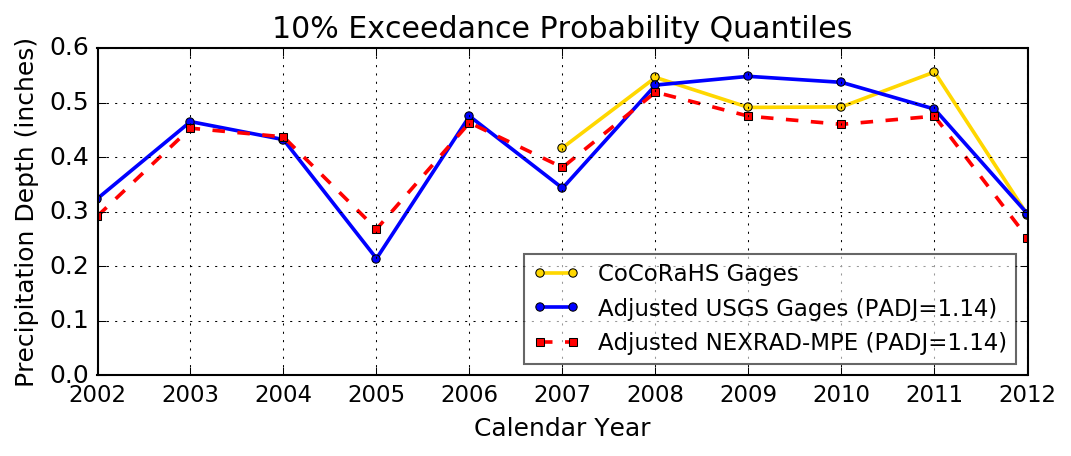 10% Exceedance Probability Quantiles
Precipitation Depth (inches)
0.6
0.5
0.4
0.3
0.2
0.1
0.0
CoCoRaHS Gages
Adjusted USGS Gages (PADJ=1.14)
Adjusted NEXRAD-MPE (PADJ=1.14)
2002 2003 2004 2005 2006 2007 2008 2009 2010 2011 2012
Calendar Year